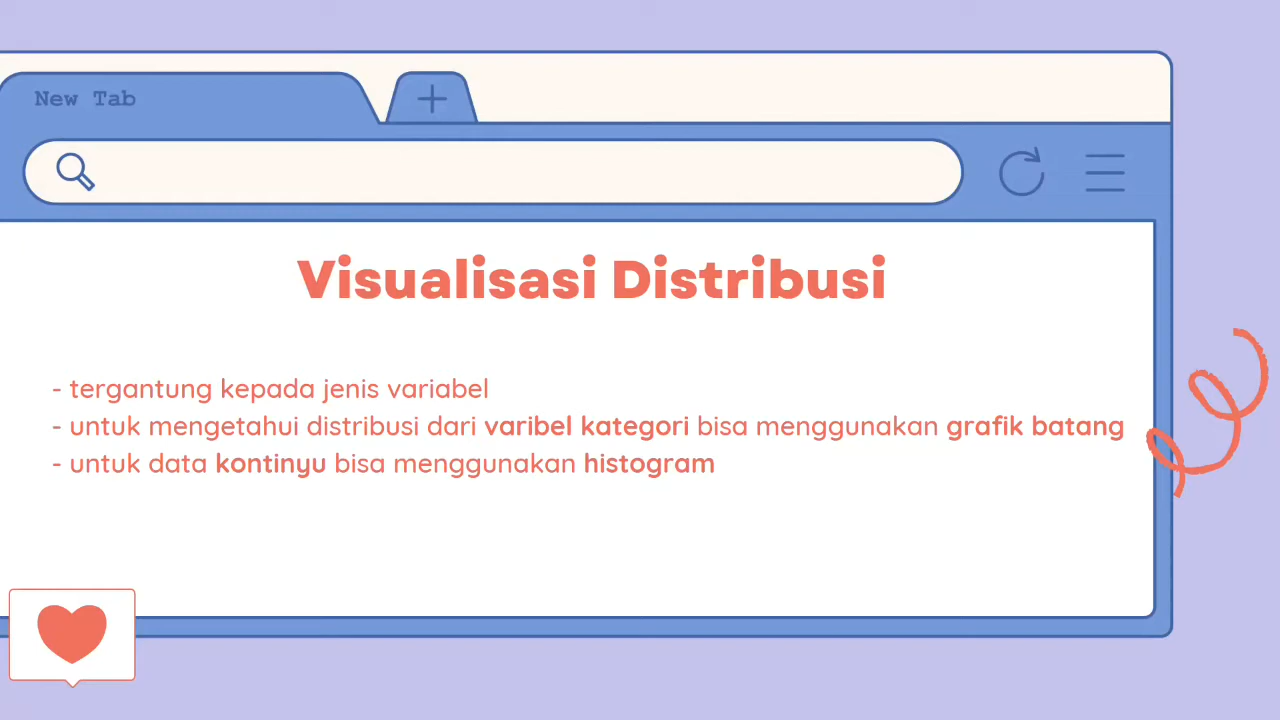 New Tab
Visualisasi Distribusi
- tergantung kepada jenis variabel
- untuk mengetahui distribusi dari varibel kategori bisa menggunakan grafik batang
- untuk data kontinyu bisa menggunakan histogram